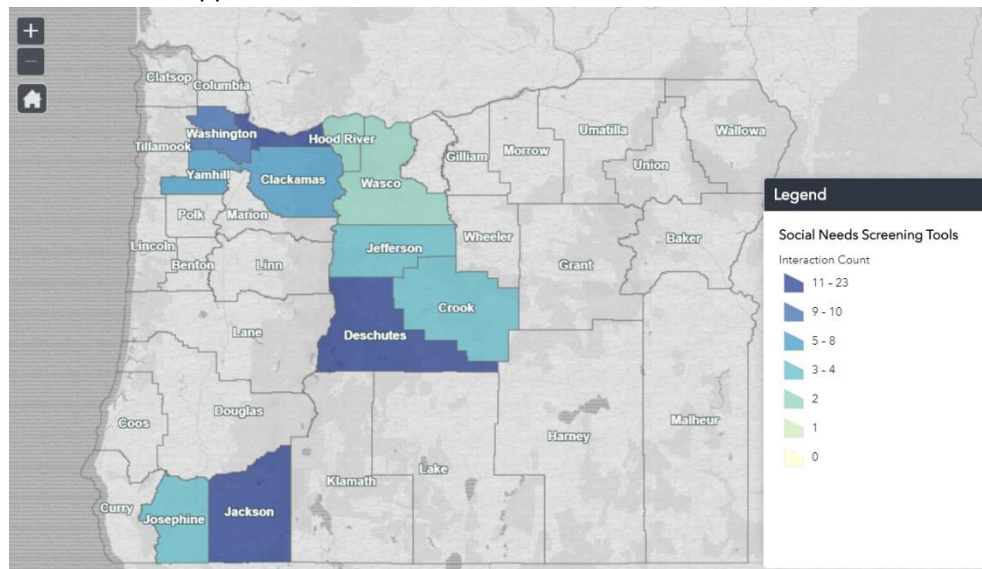 +
−
Clatsop
Columbia
Washington
Hood River
Tillamook
Yamhill
Clackamas
Wasco
Gilliam
Morrow
Umatilla
Union
Wallowa
Polk
Marion
Lincoln
Benton
Linn
Jefferson
Wheeler
Grant
Baker
Crook
Lane
Deschutes
Coos
Douglas
Harney
Malheur
Klamath
Lake
Curry
Josephine
Jackson
Legend
Social Needs Screening Tools
Interaction Count
11 - 23
9 - 10
5 - 8
3 - 4
2
1
0